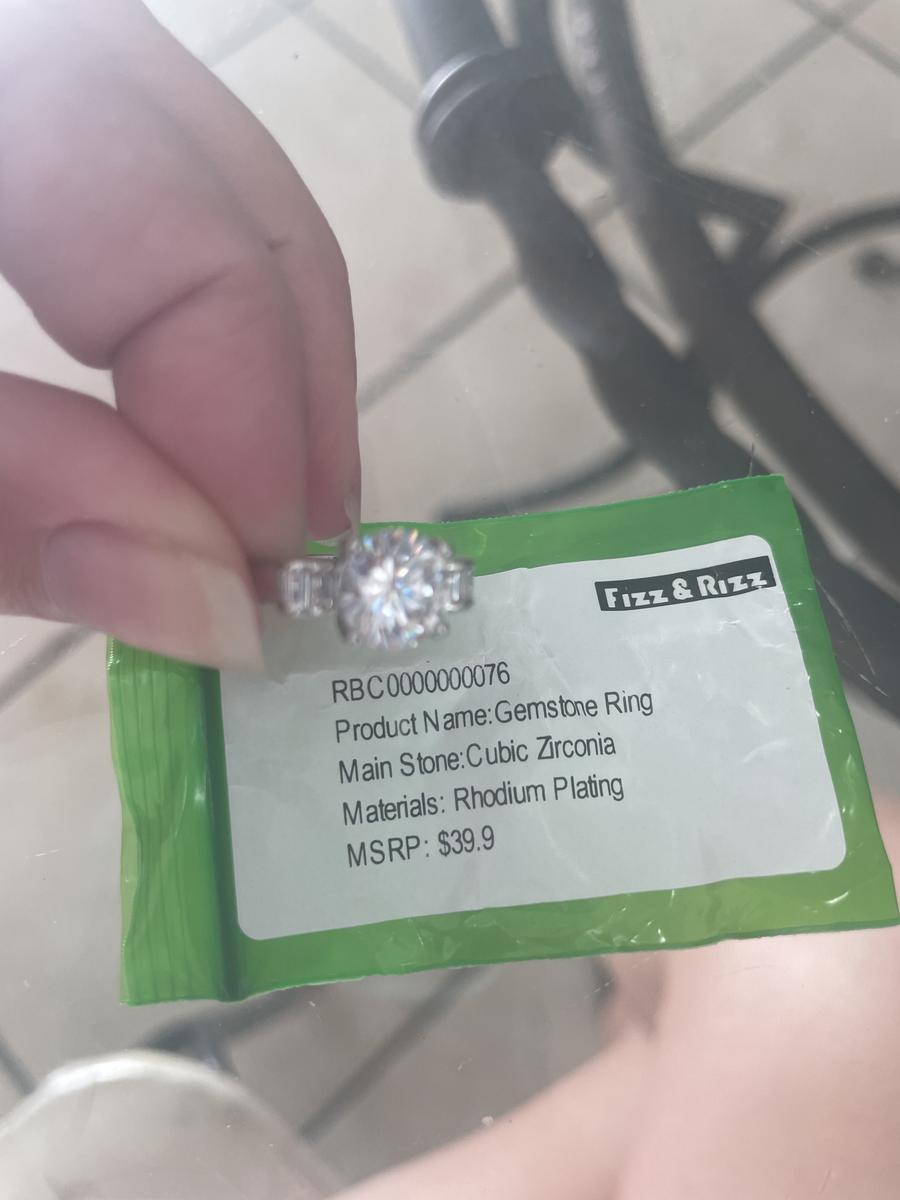 Fizz & Rizz
RBC0000000076
Product Name:Gemstone Ring
Main Stone:Cubic Zirconia
Materials: Rhodium Plating
MSRP: $39.9